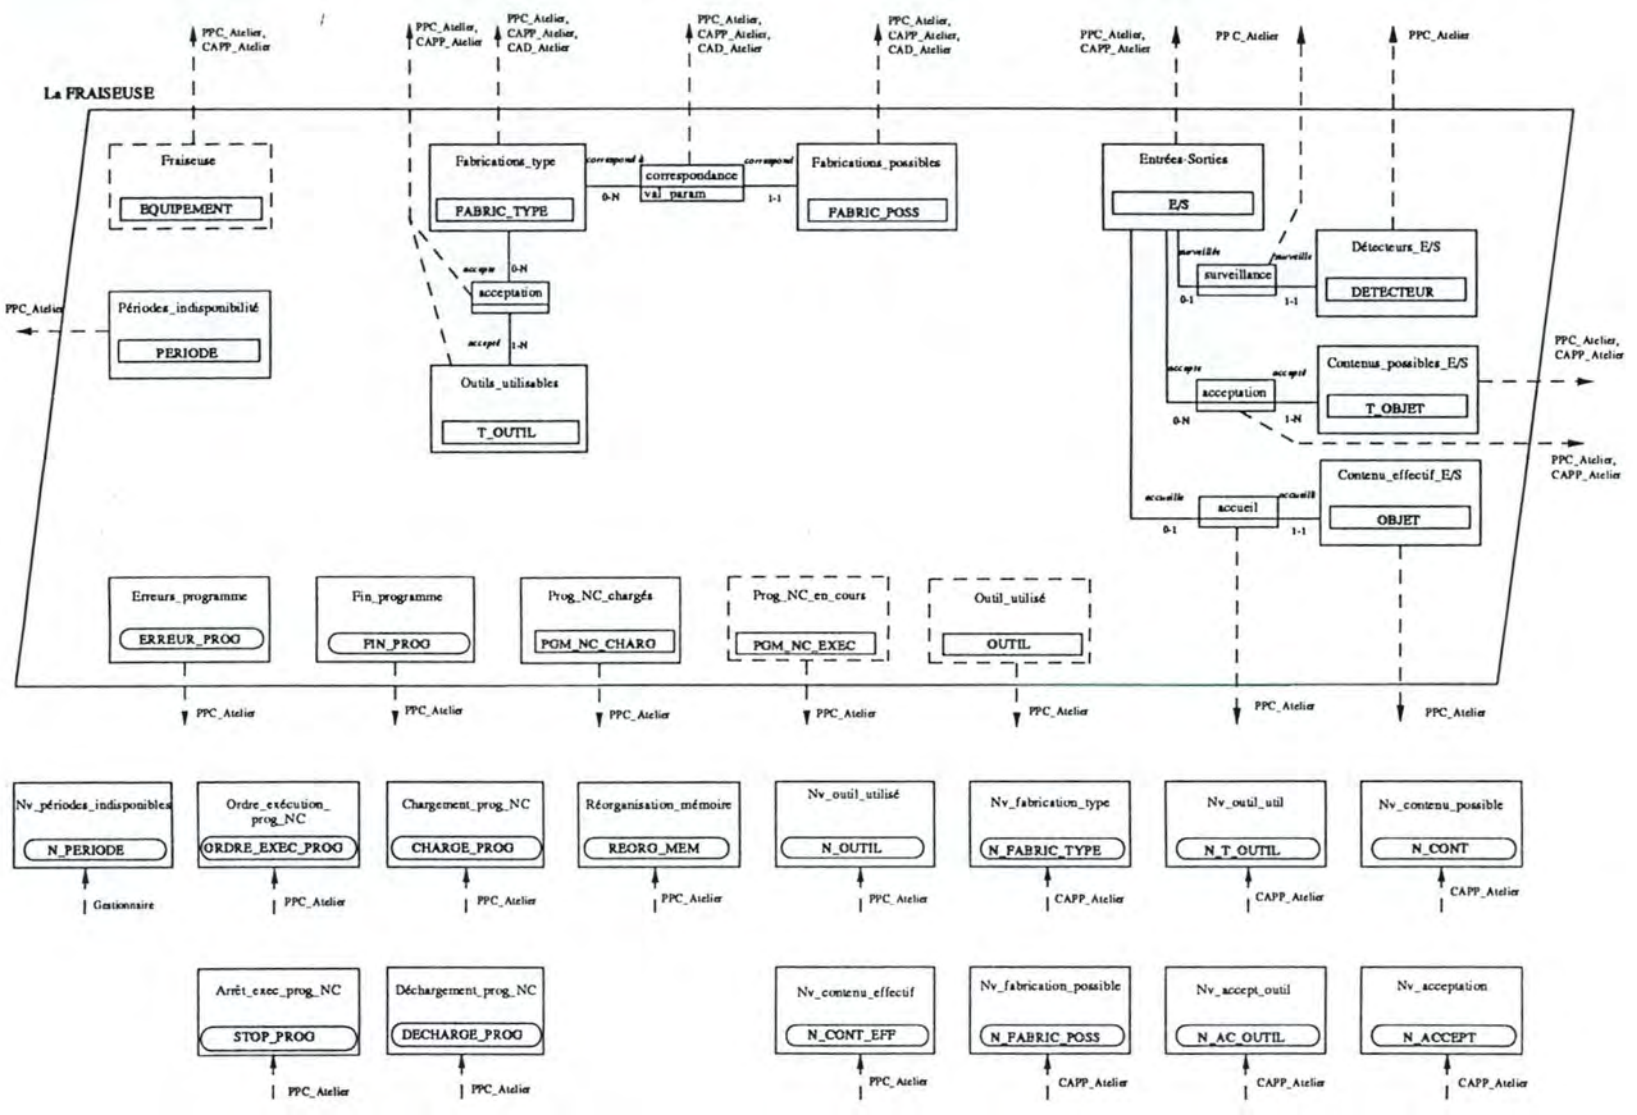 PPC_Atelier,
CAPP_Atelier
PPC_Atelier,
CAPP_Atelier
PPC_Atelier,
CAPP_Atelier,
CAD_Atelier
PPC_Atelier,
CAPP_Atelier,
CAD_Atelier
PPC_Atelier,
CAPP_Atelier,
CAD_Atelier
PPC_Atelier,
CAPP_Atelier
PPC_Atelier
PPC_Atelier
La FRAISEUSE
Fraiseuse
EQUIPEMENT
Fabrications_type
FABRIC_TYPE
correspond à
0-N
correspondance
val_param
correspond
1-1
Fabrications_possibles
FABRIC_POSS
Entrées-Sorties
E/S
surveillée
0-1
surveillance
surveille
1-1
Détecteurs_E/S
DETECTEUR
accepte
0-N
acceptation
accepté
1-N
Outils_utilisables
T_OUTIL
PPC_Atelier
Périodes_indisponibilité
PERIODE
accepte
0-N
acceptation
accepté
1-N
Contenus_possibles_E/S
T_OBJET
PPC_Atelier,
CAPP_Atelier
PPC_Atelier,
CAPP_Atelier
accueille
0-1
accueil
accueilli
1-1
Contenu_effectif_E/S
OBJET
Erreurs_programme
ERREUR_PROG
Fin_programme
FIN_PROG
Prog_NC_chargés
PGM_NC_CHARG
Prog_NC_en_cours
PGM_NC_EXEC
Outil_utilisé
OUTIL
PPC_Atelier
PPC_Atelier
PPC_Atelier
PPC_Atelier
PPC_Atelier
PPC_Atelier
PPC_Atelier
Nv_périodes_indisponibles
N_PERIODE
Gestionnaire
Ordre_exécution_
prog_NC
ORDRE_EXEC_PROG
PPC_Atelier
Chargement_prog_NC
CHARGE_PROG
PPC_Atelier
Réorganisation_mémoire
REORG_MEM
PPC_Atelier
Nv_outil_utilisé
N_OUTIL
PPC_Atelier
Nv_fabrication_type
N_FABRIC_TYPE
CAPP_Atelier
Nv_outil_util
N_T_OUTIL
CAPP_Atelier
Nv_contenu_possible
N_CONT
CAPP_Atelier
Arrêt_exec_prog_NC
STOP_PROG
PPC_Atelier
Déchargement_prog_NC
DECHARGE_PROG
PPC_Atelier
Nv_contenu_effectif
N_CONT_EFF
PPC_Atelier
Nv_fabrication_possible
N_FABRIC_POSS
CAPP_Atelier
Nv_accept_outil
N_AC_OUTIL
CAPP_Atelier
Nv_acceptation
N_ACCEPT
CAPP_Atelier